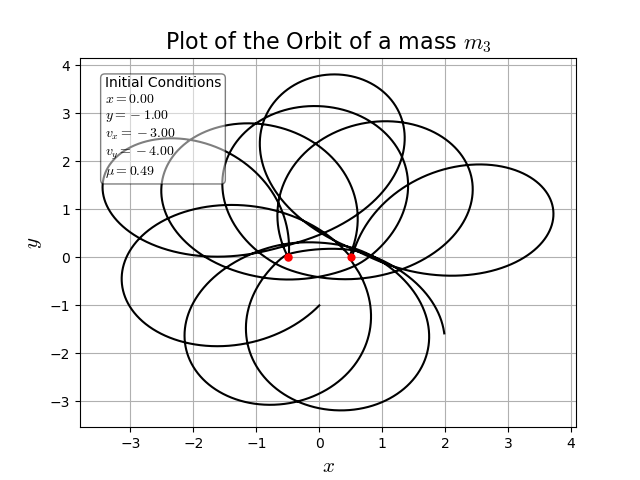 Plot of the Orbit of a mass m₃
Initial Conditions
x = 0.00
y = − 1.00
vₓ = − 3.00
v_y = − 4.00
μ = 0.49
4
3
2
1
0
−1
−2
−3
y
−3 −2 −1 0 1 2 3 4
x